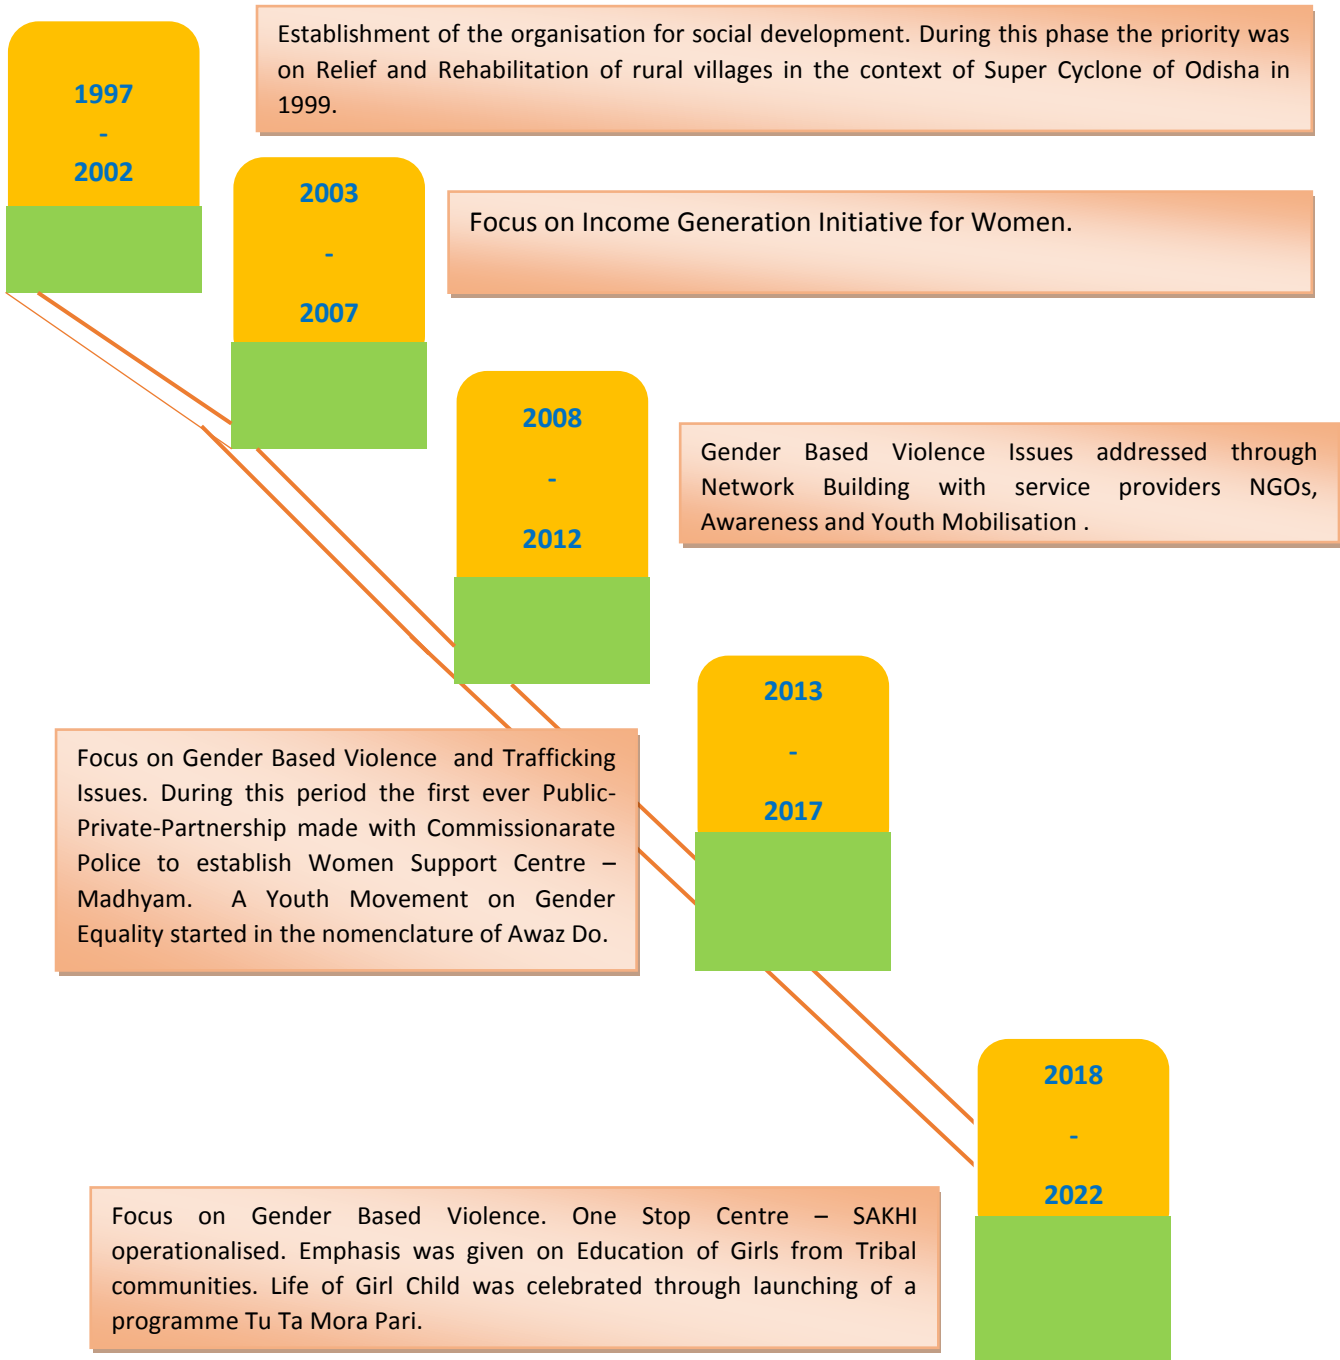 1997
-
2002
Establishment of the organisation for social development. During this phase the priority was
on Relief and Rehabilitation of rural villages in the context of Super Cyclone of Odisha in
1999.
2003
-
2007
Focus on Income Generation Initiative for Women.
2008
-
2012
Gender Based Violence Issues addressed through
Network Building with service providers NGOs,
Awareness and Youth Mobilisation .
2013
-
2017
Focus on Gender Based Violence and Trafficking
Issues. During this period the first ever Public-
Private-Partnership made with Commissionarate
Police to establish Women Support Centre –
Madhyam. A Youth Movement on Gender
Equality started in the nomenclature of Awaz Do.
2018
-
2022
Focus on Gender Based Violence. One Stop Centre – SAKHI
operationalised. Emphasis was given on Education of Girls from Tribal
communities. Life of Girl Child was celebrated through launching of a
programme Tu Ta Mora Pari.